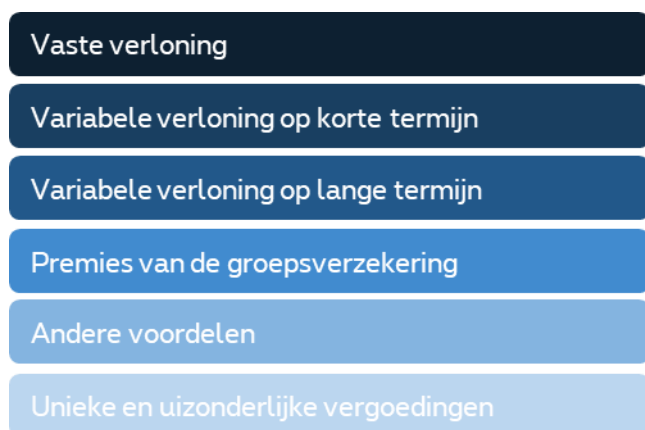 Vaste verloning
Variabele verloning op korte termijn
Variabele verloning op lange termijn
Premies van de groepsverzekering
Andere voordelen
Unieke en uizonderlijke vergoedingen